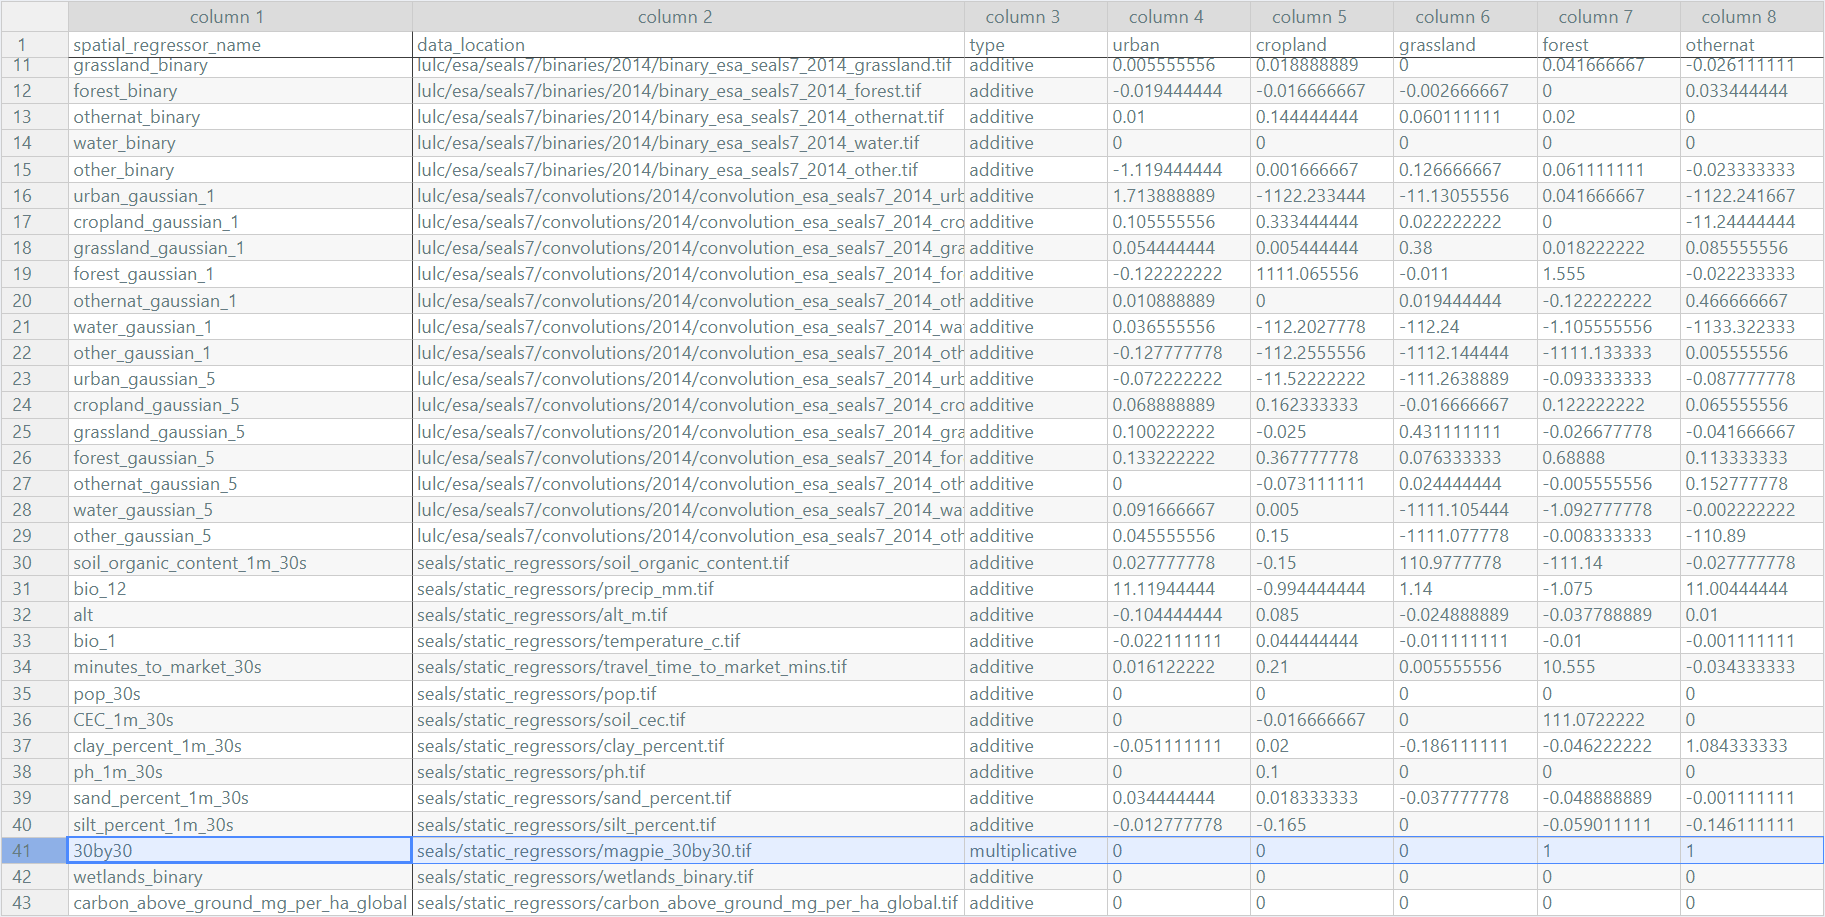 column 1 column 2 column 3 column 4 column 5 column 6 column 7 column 8
1 spatial_regressor_name data_location type urban cropland grassland forest othernat
11 grassland_binary lulc/esa/seals7/binaries/2014/binary_esa_seals7_2014_grassland.tif additive 0.005555556 0.018888889 0 0.041666667 -0.026111111
12 forest_binary lulc/esa/seals7/binaries/2014/binary_esa_seals7_2014_forest.tif additive -0.019444444 -0.016666667 -0.002666667 0 0.033444444
13 othernat_binary lulc/esa/seals7/binaries/2014/binary_esa_seals7_2014_othernat.tif additive 0.01 0.144444444 0.060111111 0.02 0
14 water_binary lulc/esa/seals7/binaries/2014/binary_esa_seals7_2014_water.tif additive 0 0 0 0 0
15 other_binary lulc/esa/seals7/binaries/2014/binary_esa_seals7_2014_other.tif additive -1.119444444 0.001666667 0.126666667 0.061111111 -0.023333333
16 urban_gaussian_1 lulc/esa/seals7/convolutions/2014/convolution_esa_seals7_2014_urb additive 1.713888889 -1122.233444 -11.13055556 0.041666667 -1122.241667
17 cropland_gaussian_1 lulc/esa/seals7/convolutions/2014/convolution_esa_seals7_2014_cro additive 0.105555556 0.333444444 0.022222222 0 -11.24444444
18 grassland_gaussian_1 lulc/esa/seals7/convolutions/2014/convolution_esa_seals7_2014_gra additive 0.054444444 0.005444444 0.38 0.018222222 0.085555556
19 forest_gaussian_1 lulc/esa/seals7/convolutions/2014/convolution_esa_seals7_2014_for additive -0.122222222 1111.065556 -0.011 1.555 -0.022233333
20 othernat_gaussian_1 lulc/esa/seals7/convolutions/2014/convolution_esa_seals7_2014_oth additive 0.010888889 0 0.019444444 -0.122222222 0.466666667
21 water_gaussian_1 lulc/esa/seals7/convolutions/2014/convolution_esa_seals7_2014_wa additive 0.036555556 -112.2027778 -112.24 -1.105555556 -1133.322333
22 other_gaussian_1 lulc/esa/seals7/convolutions/2014/convolution_esa_seals7_2014_oth additive -0.127777778 -112.2555556 -1112.144444 -1111.133333 0.005555556
23 urban_gaussian_5 lulc/esa/seals7/convolutions/2014/convolution_esa_seals7_2014_urb additive -0.072222222 -11.52222222 -111.2638889 -0.093333333 -0.087777778
24 cropland_gaussian_5 lulc/esa/seals7/convolutions/2014/convolution_esa_seals7_2014_cro additive 0.068888889 0.162333333 -0.016666667 0.122222222 0.065555556
25 grassland_gaussian_5 lulc/esa/seals7/convolutions/2014/convolution_esa_seals7_2014_gra additive 0.100222222 -0.025 0.431111111 -0.026677778 -0.041666667
26 forest_gaussian_5 lulc/esa/seals7/convolutions/2014/convolution_esa_seals7_2014_for additive 0.133222222 0.367777778 0.076333333 0.68888 0.113333333
27 othernat_gaussian_5 lulc/esa/seals7/convolutions/2014/convolution_esa_seals7_2014_oth additive 0 -0.073111111 0.024444444 -0.005555556 0.152777778
28 water_gaussian_5 lulc/esa/seals7/convolutions/2014/convolution_esa_seals7_2014_wa additive 0.091666667 0.005 -1111.105444 -1.092777778 -0.002222222
29 other_gaussian_5 lulc/esa/seals7/convolutions/2014/convolution_esa_seals7_2014_oth additive 0.045555556 0.15 -1111.077778 -0.008333333 -110.89
30 soil_organic_content_1m_30s seals/static_regressors/soil_organic_content.tif additive 0.027777778 -0.15 110.9777778 -111.14 -0.027777778
31 bio_12 seals/static_regressors/precip_mm.tif additive 11.11944444 -0.994444444 1.14 -1.075 11.00444444
32 alt seals/static_regressors/alt_m.tif additive -0.104444444 0.085 -0.024888889 -0.037788889 0.01
33 bio_1 seals/static_regressors/temperature_c.tif additive -0.022111111 0.044444444 -0.011111111 -0.01 -0.001111111
34 minutes_to_market_30s seals/static_regressors/travel_time_to_market_mins.tif additive 0.016122222 0.21 0.005555556 10.555 -0.034333333
35 pop_30s seals/static_regressors/pop.tif additive 0 0 0 0 0
36 CEC_1m_30s seals/static_regressors/soil_cec.tif additive 0 -0.016666667 0 111.0722222 0
37 clay_percent_1m_30s seals/static_regressors/clay_percent.tif additive -0.051111111 0.02 -0.186111111 -0.046222222 1.084333333
38 ph_1m_30s seals/static_regressors/ph.tif additive 0 0.1 0 0 0
39 sand_percent_1m_30s seals/static_regressors/sand_percent.tif additive 0.034444444 0.018333333 -0.037777778 -0.048888889 -0.001111111
40 silt_percent_1m_30s seals/static_regressors/silt_percent.tif additive -0.012777778 -0.165 0 -0.059011111 -0.146111111
41 30by30 seals/static_regressors/magpie_30by30.tif multiplicative 0 0 0 1 1
42 wetlands_binary seals/static_regressors/wetlands_binary.tif additive 0 0 0 0 0
43 carbon_above_ground_mg_per_ha_global seals/static_regressors/carbon_above_ground_mg_per_ha_global.tif additive 0 0 0 0 0